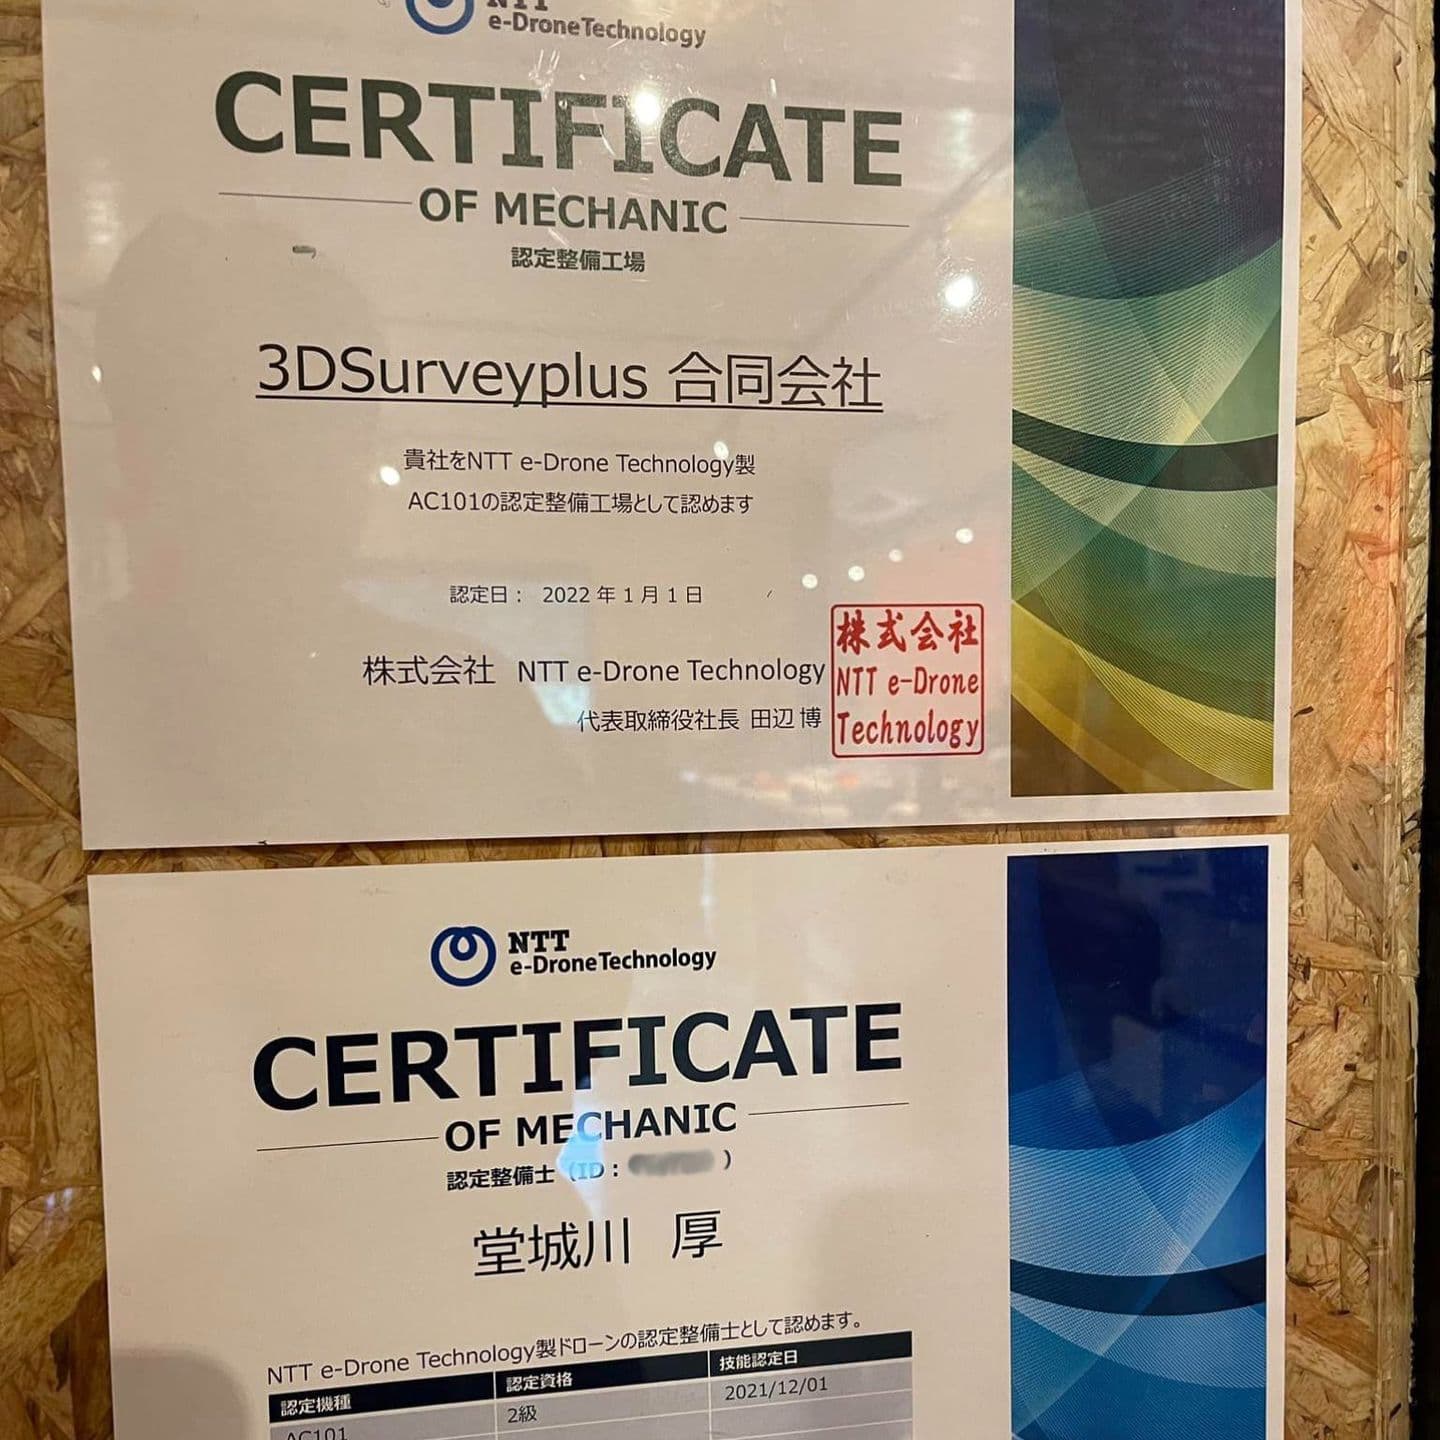 NTT
e-Drone Technology
CERTIFICATE
OF MECHANIC
認定整備工場
3DSurveyplus 合同会社
貴社をNTT e-Drone Technology製
AC101の認定整備工場として認めます
認定日： 2022 年 1 月 1 日
株式会社 NTT e-Drone Technology
代表取締役社長 田辺 博
株式会社
NTT e-Drone
Technology
NTT
e-Drone Technology
CERTIFICATE
OF MECHANIC
認定整備士（ID： ）
堂城川 厚
NTT e-Drone Technology製ドローンの認定整備士として認めます。
認定機種 認定資格 技能認定日
AC101 2級 2021/12/01